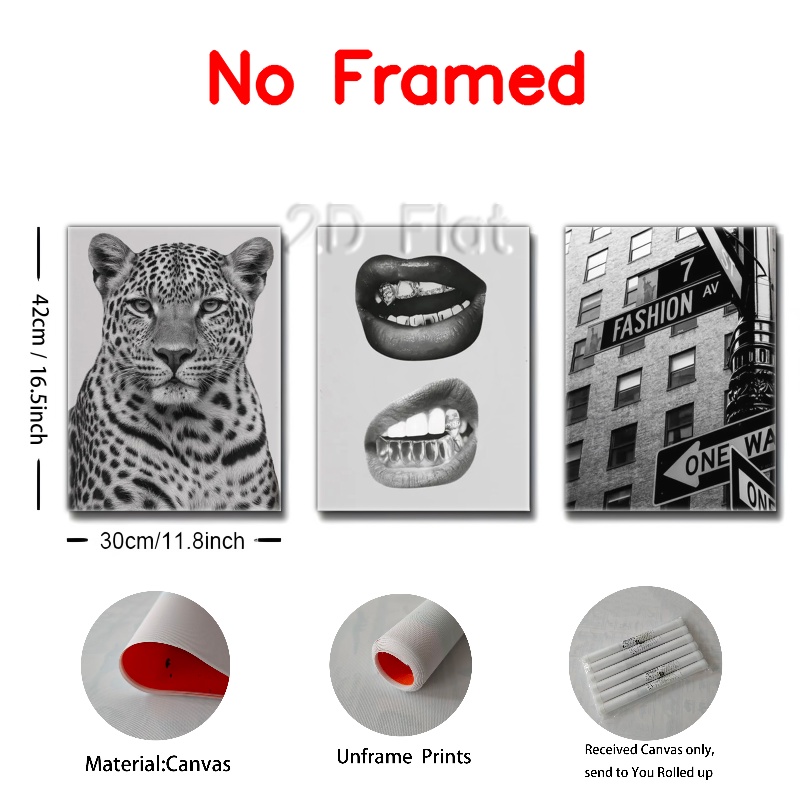 No Framed
2D Flat
42cm / 16.5inch
7
FASHION AV
ONE WA
ON
30cm/11.8inch
Material:Canvas
Unframe Prints
Received Canvas only,
send to You Rolled up